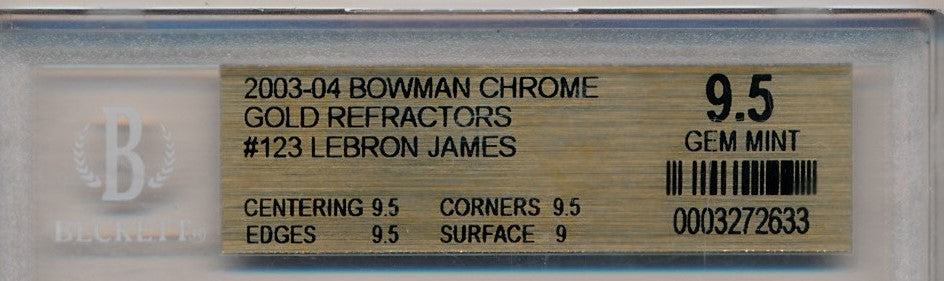 B
BECKETT
2003-04 BOWMAN CHROME
GOLD REFRACTORS
#123 LEBRON JAMES
CENTERING 9.5 CORNERS 9.5
EDGES 9.5 SURFACE 9
9.5
GEM MINT
0003272633